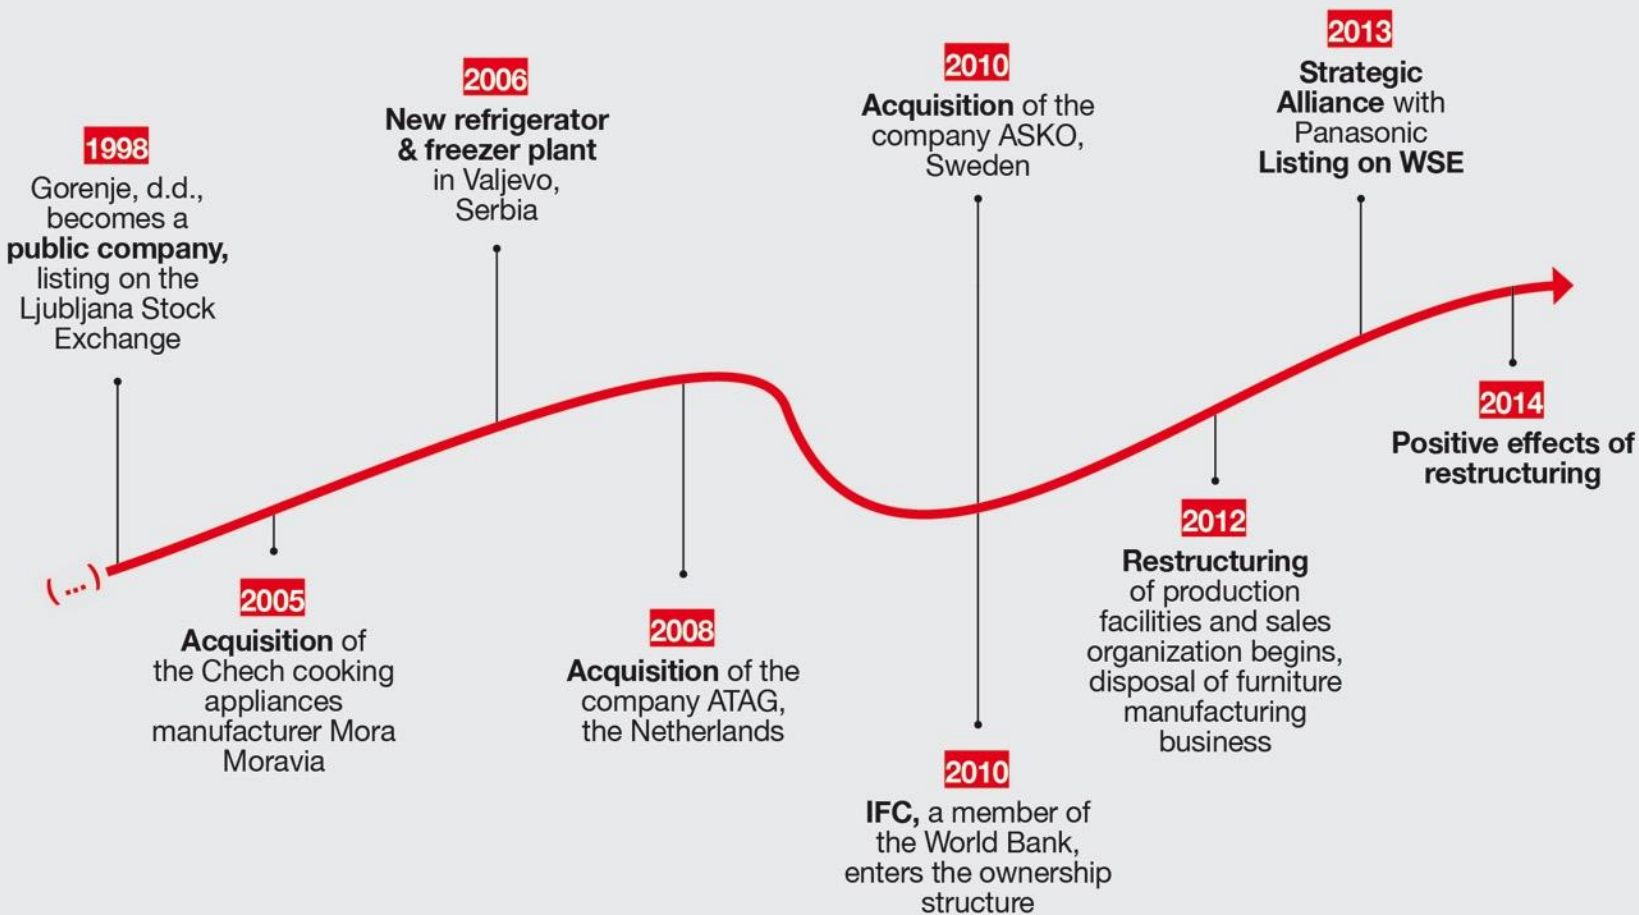 1998
Gorenje, d.d.,
becomes a
public company,
listing on the
Ljubljana Stock
Exchange
(...)
2005
Acquisition of
the Chech cooking
appliances
manufacturer Mora
Moravia
2006
New refrigerator
& freezer plant
in Valjevo,
Serbia
2008
Acquisition of the
company ATAG,
the Netherlands
2010
Acquisition of the
company ASKO,
Sweden
2010
IFC, a member of
the World Bank,
enters the ownership
structure
2012
Restructuring
of production
facilities and sales
organization begins,
disposal of furniture
manufacturing
business
2013
Strategic
Alliance with
Panasonic
Listing on WSE
2014
Positive effects of
restructuring